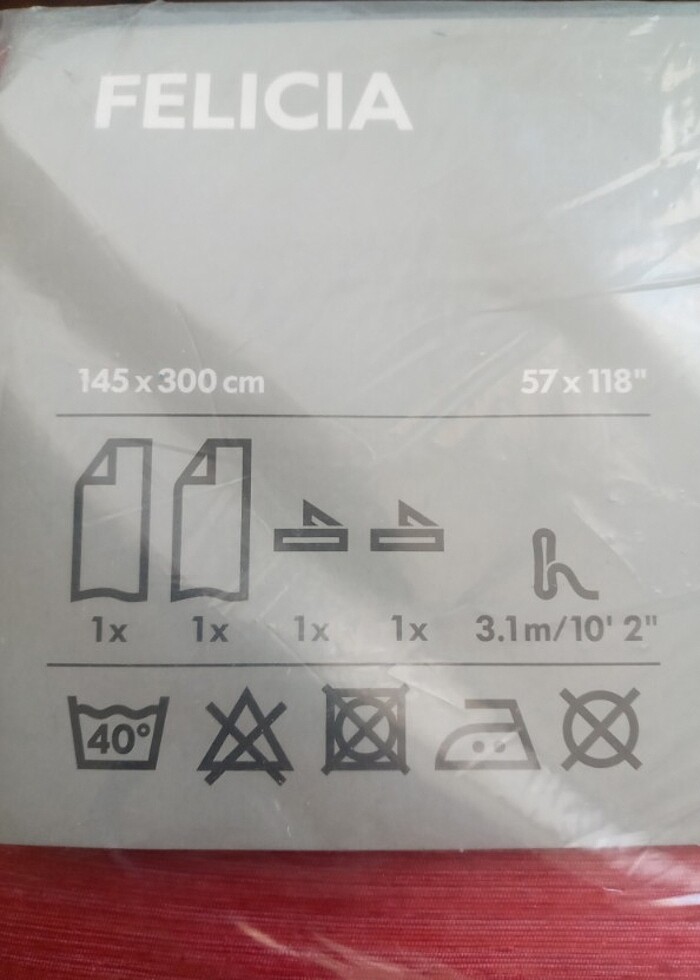 FELICIA
145 x 300 cm 57 x 118"
1x 1x 1x 1x 3.1m/10' 2"
40°